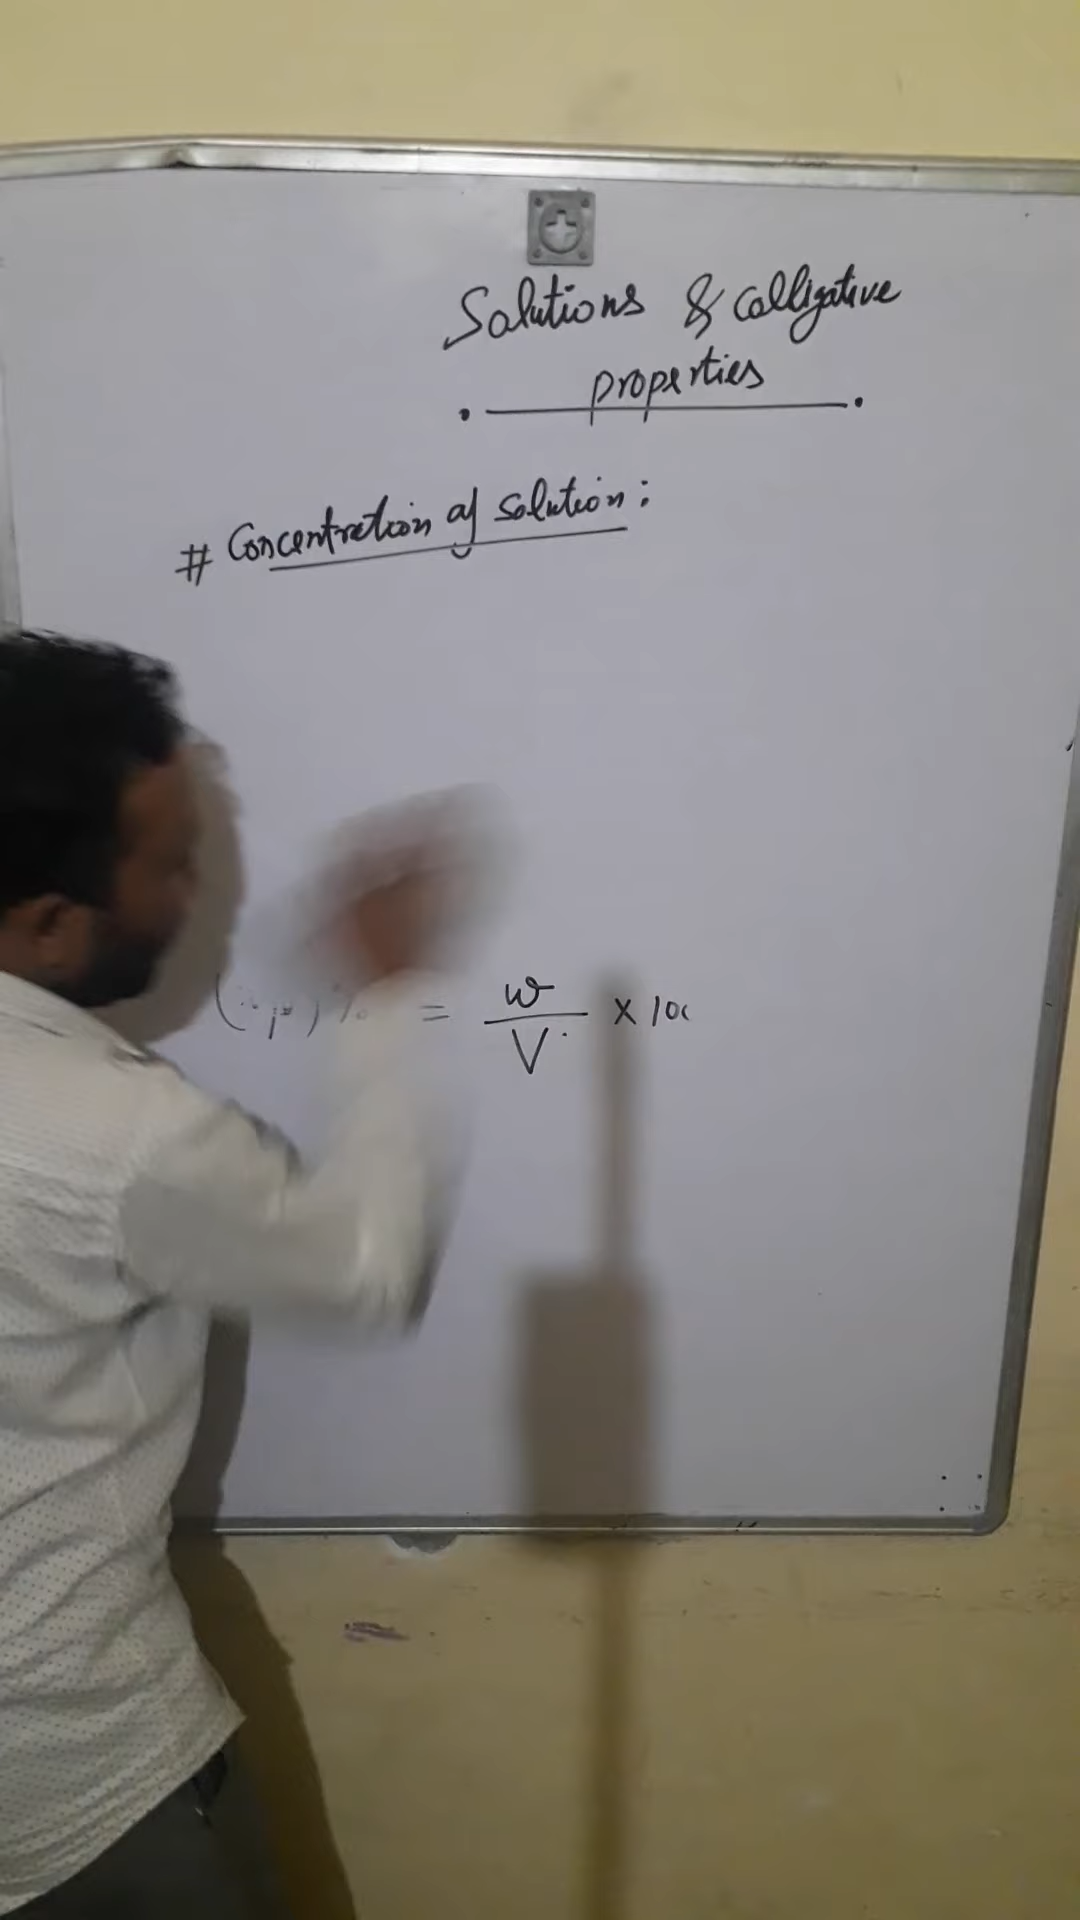 Solutions & colligative
properties
# Concentration of solution:
% = w/V × 10